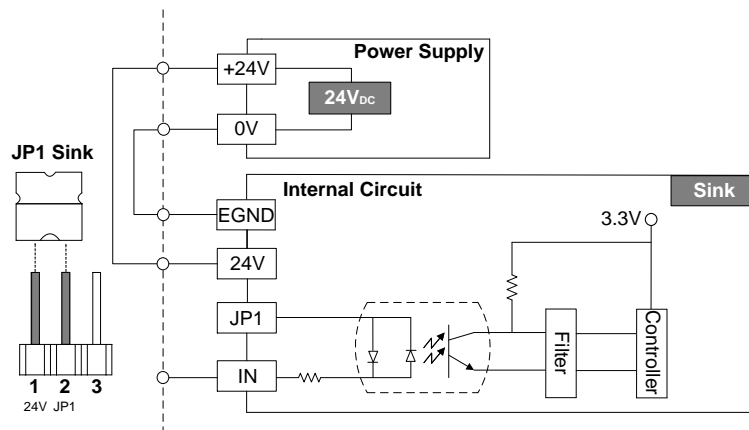 Power Supply
+24V
24VDC
0V
JP1 Sink
Internal Circuit
Sink
EGND
3.3V
24V
JP1
IN
Filter
Controller
1 2 3
24V JP1